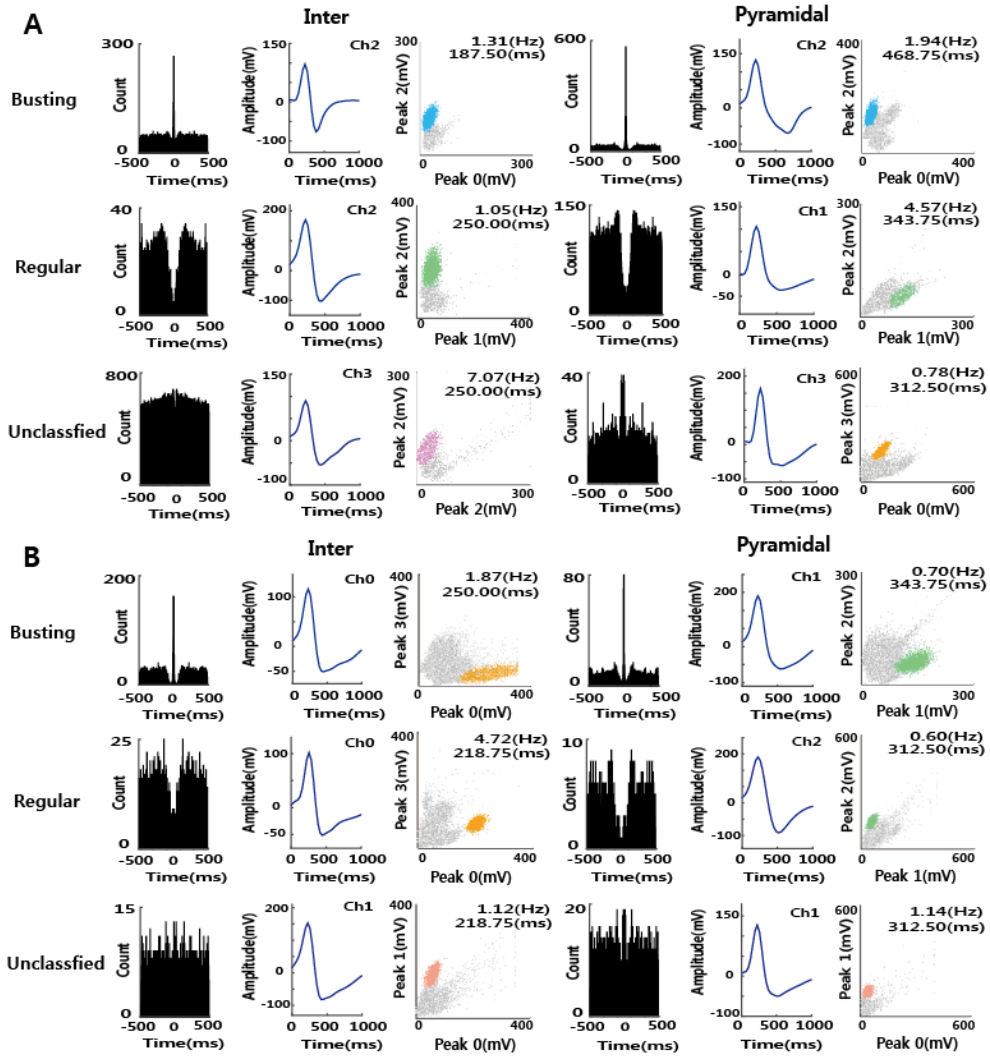 A
Inter
Pyramidal
Busting
300
Count
0
-500 0 500
Time(ms)
150
Amplitude(mV)
0
-100
Ch2
0 500 1000
Time(ms)
300
Peak 2(mV)
1.31(Hz)
187.50(ms)
0
0 300
Peak 0(mV)
600
Count
0
-500 0 500
Time(ms)
200
Amplitude(mV)
100
0
-100
Ch2
0 500 1000
Time(ms)
400
Peak 2(mV)
1.94(Hz)
468.75(ms)
0
0 400
Peak 0(mV)
Regular
40
Count
0
-500 0 500
Time(ms)
200
Amplitude(mV)
100
0
-100
Ch2
0 500 1000
Time(ms)
400
Peak 2(mV)
1.05(Hz)
250.00(ms)
0
0 400
Peak 1(mV)
150
Count
0
-500 0 500
Time(ms)
150
Amplitude(mV)
100
50
0
-50
Ch1
0 500 1000
Time(ms)
300
Peak 2(mV)
4.57(Hz)
343.75(ms)
0
0 300
Peak 1(mV)
Unclassfied
800
Count
0
-500 0 500
Time(ms)
150
Amplitude(mV)
100
50
0
-50
-100
Ch3
0 500 1000
Time(ms)
300
Peak 2(mV)
7.07(Hz)
250.00(ms)
0
0 300
Peak 2(mV)
40
Count
0
-500 0 500
Time(ms)
200
Amplitude(mV)
100
0
-100
Ch3
0 500 1000
Time(ms)
600
Peak 3(mV)
0.78(Hz)
312.50(ms)
0
0 600
Peak 0(mV)
B
Inter
Pyramidal
Busting
200
Count
0
-500 0 500
Time(ms)
100
Amplitude(mV)
0
-50
Ch0
0 500 1000
Time(ms)
400
Peak 3(mV)
1.87(Hz)
250.00(ms)
0
0 400
Peak 0(mV)
80
Count
0
-500 0 500
Time(ms)
200
Amplitude(mV)
100
0
-100
Ch1
0 500 1000
Time(ms)
300
Peak 2(mV)
0.70(Hz)
343.75(ms)
0
0 300
Peak 1(mV)
Regular
25
Count
0
-500 0 500
Time(ms)
100
Amplitude(mV)
0
-50
Ch0
0 500 1000
Time(ms)
400
Peak 3(mV)
4.72(Hz)
218.75(ms)
0
0 400
Peak 0(mV)
10
Count
0
-500 0 500
Time(ms)
200
Amplitude(mV)
100
0
-100
Ch2
0 500 1000
Time(ms)
600
Peak 2(mV)
0.60(Hz)
312.50(ms)
0
0 600
Peak 1(mV)
Unclassfied
15
Count
0
-500 0 500
Time(ms)
200
Amplitude(mV)
100
0
-100
Ch1
0 500 1000
Time(ms)
400
Peak 1(mV)
1.12(Hz)
218.75(ms)
0
0 400
Peak 0(mV)
20
Count
0
-500 0 500
Time(ms)
150
Amplitude(mV)
0
-100
Ch1
0 500 1000
Time(ms)
600
Peak 1(mV)
1.14(Hz)
312.50(ms)
0
0 600
Peak 0(mV)